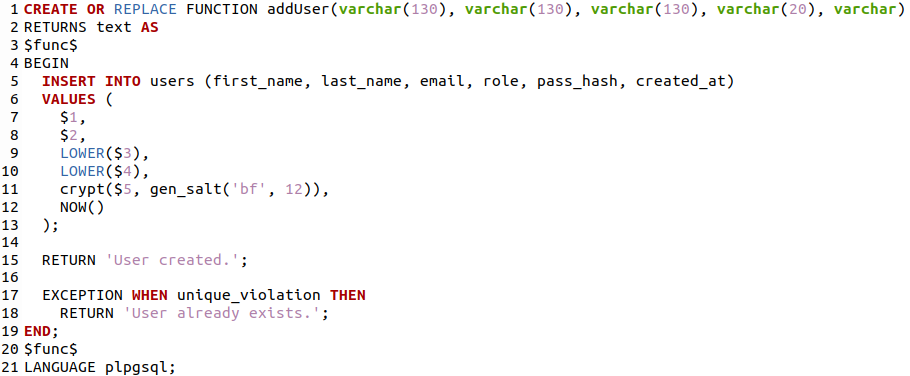 1 CREATE OR REPLACE FUNCTION addUser(varchar(130), varchar(130), varchar(130), varchar(20), varchar)
2 RETURNS text AS
3 $func$
4 BEGIN
5   INSERT INTO users (first_name, last_name, email, role, pass_hash, created_at)
6   VALUES (
7     $1,
8     $2,
9     LOWER($3),
10     LOWER($4),
11     crypt($5, gen_salt('bf', 12)),
12     NOW()
13   );
14
15   RETURN 'User created.';
16
17   EXCEPTION WHEN unique_violation THEN
18     RETURN 'User already exists.';
19 END;
20 $func$
21 LANGUAGE plpgsql;